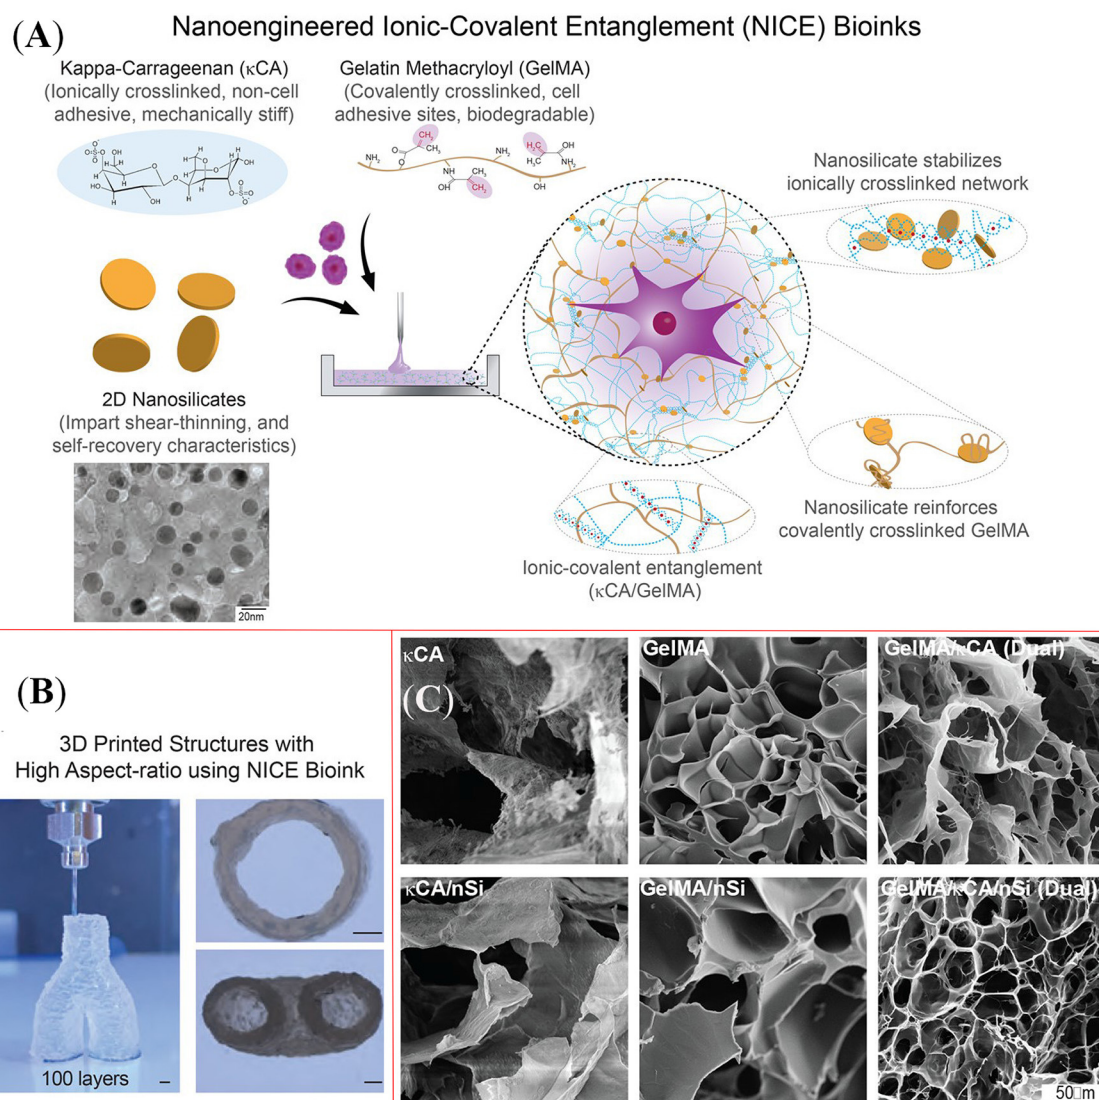 (A)
Nanoengineered Ionic-Covalent Entanglement (NICE) Bioinks
Kappa-Carrageenan (κCA)
(Ionically crosslinked, non-cell
adhesive, mechanically stiff)
Gelatin Methacryloyl (GelMA)
(Covalently crosslinked, cell
adhesive sites, biodegradable)
Nanosilicate stabilizes
ionically crosslinked network
2D Nanosilicates
(Impart shear-thinning, and
self-recovery characteristics)
20nm
Nanosilicate reinforces
covalently crosslinked GelMA
Ionic-covalent entanglement
(κCA/GelMA)
(B)
3D Printed Structures with
High Aspect-ratio using NICE Bioink
100 layers
(C)
κCA
GelMA
GelMA/κCA (Dual)
κCA/nSi
GelMA/nSi
GelMA/κCA/nSi (Dual)
50▯m